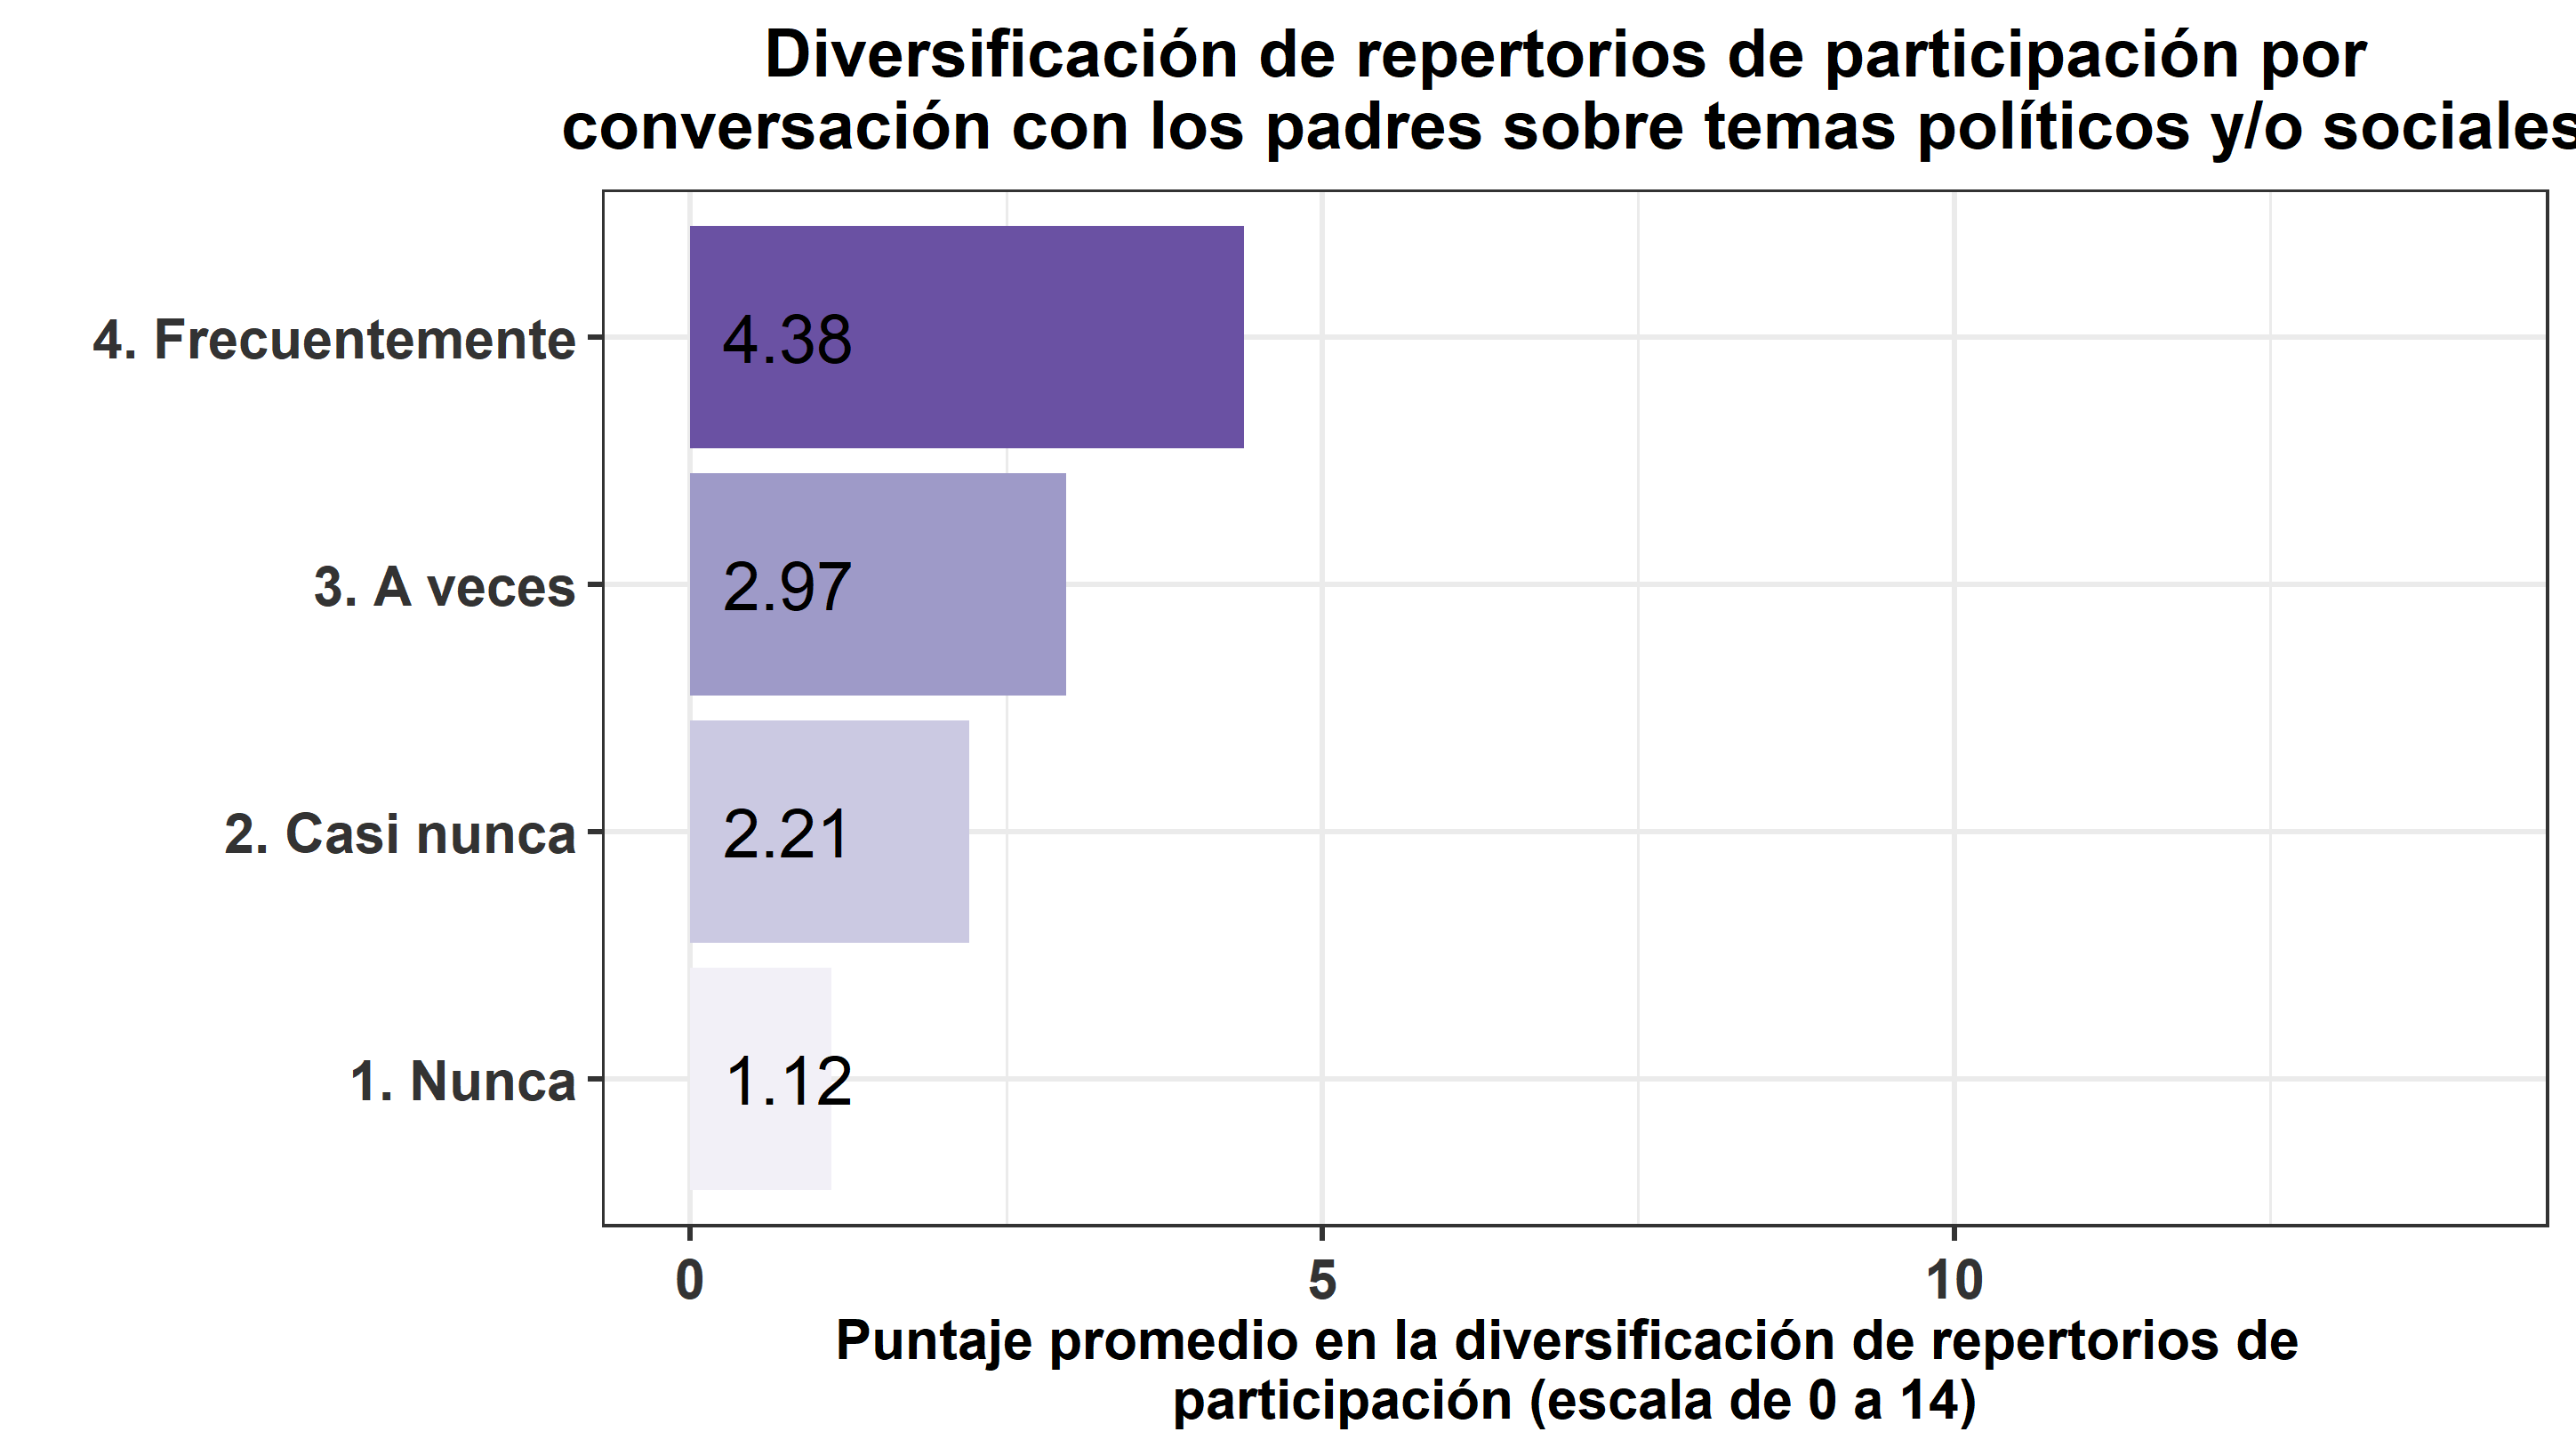 Diversificación de repertorios de participación por
conversación con los padres sobre temas políticos y/o sociales
4. Frecuentemente
4.38
3. A veces
2.97
2. Casi nunca
2.21
1. Nunca
1.12
0
5
10
Puntaje promedio en la diversificación de repertorios de
participación (escala de 0 a 14)